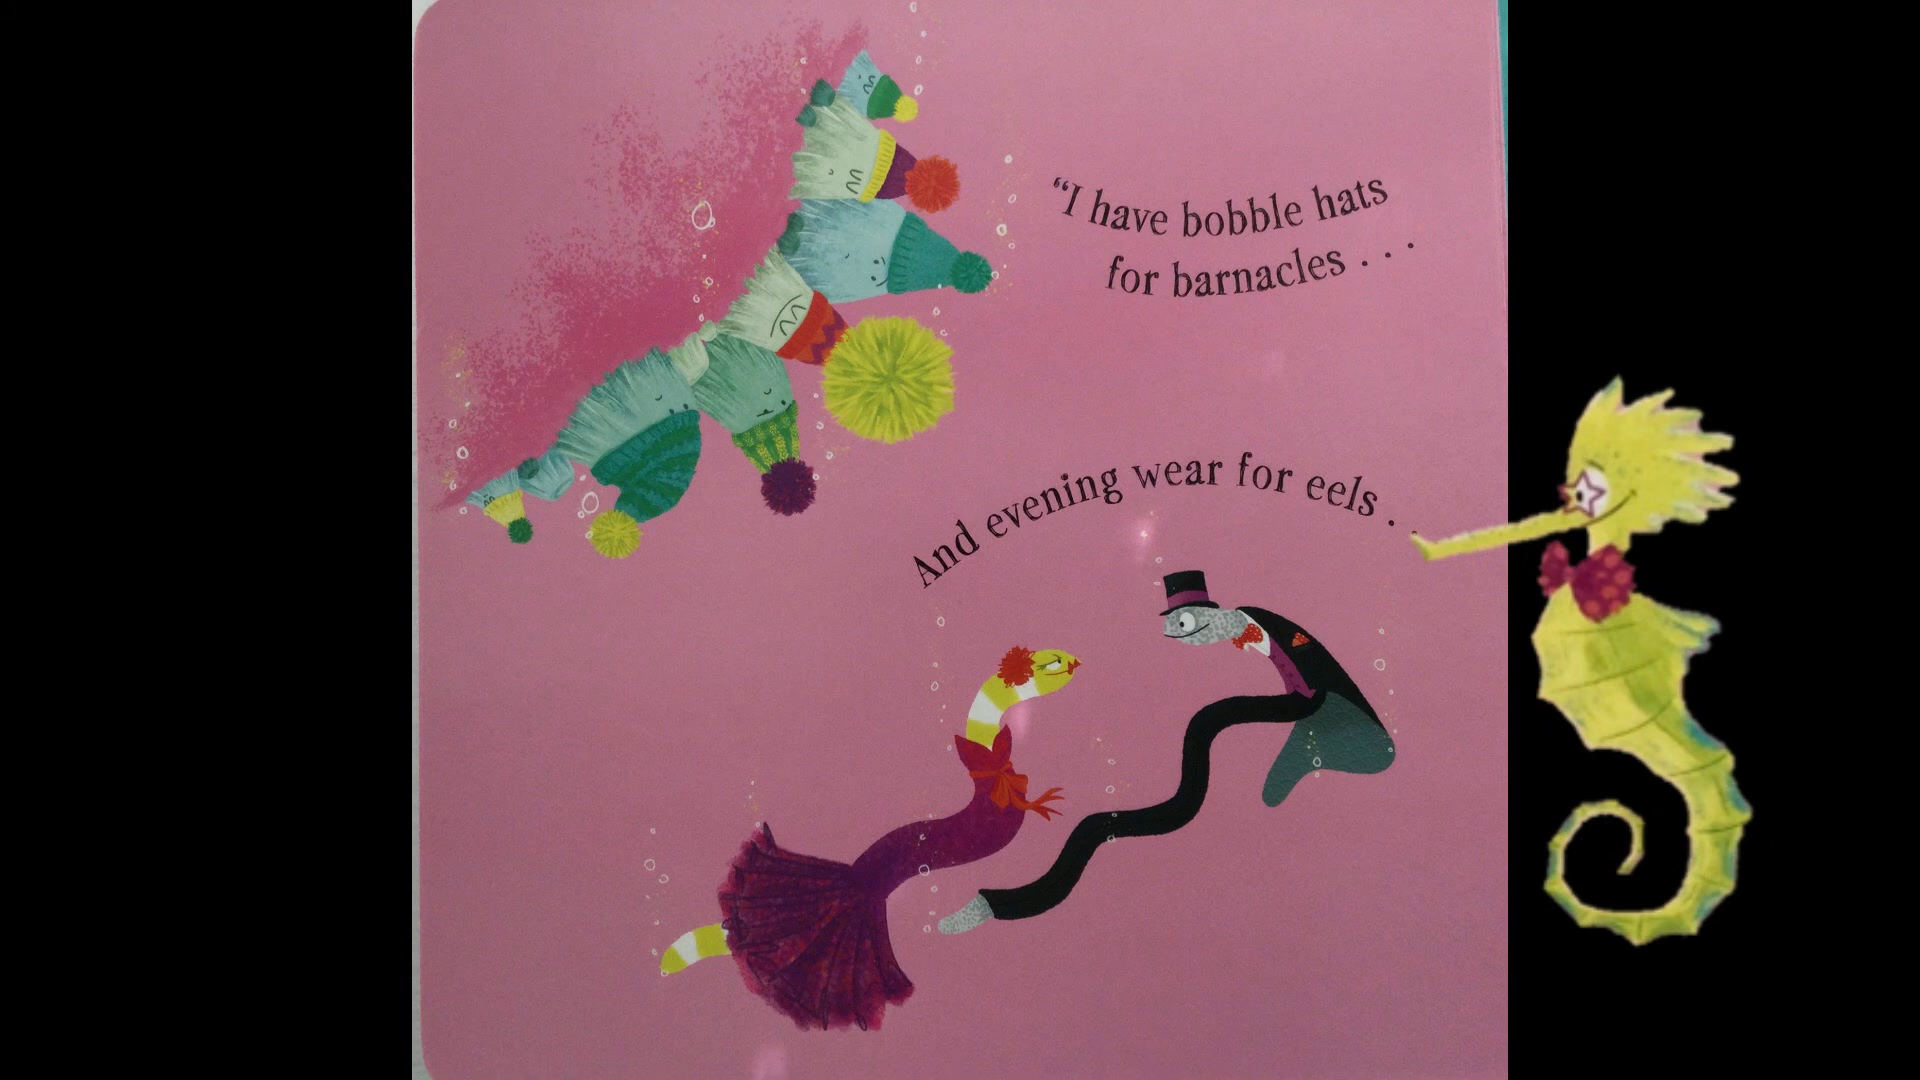 “I have bobble hats
for barnacles . . .
And evening wear for eels . . .